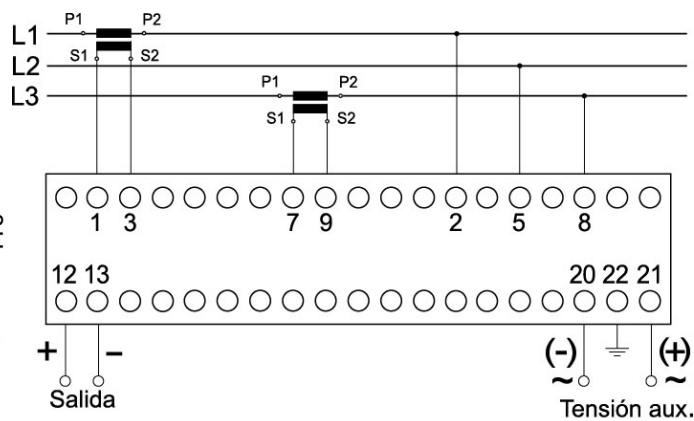 P1 P2
L1
S1 S2
L2
P1 P2
L3
S1 S2
1 3 7 9 2 5 8
12 13 20 22 21
+ − (-) (+)
~ ~
Salida
Tensión aux.